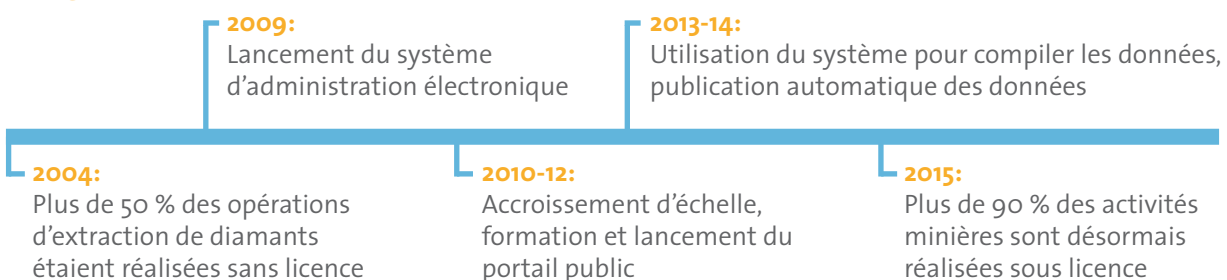 2009:
Lancement du système
d'administration électronique
2013-14:
Utilisation du système pour compiler les données,
publication automatique des données
2004:
Plus de 50 % des opérations
d'extraction de diamants
étaient réalisées sans licence
2010-12:
Accroissement d'échelle,
formation et lancement du
portail public
2015:
Plus de 90 % des activités
minières sont désormais
réalisées sous licence